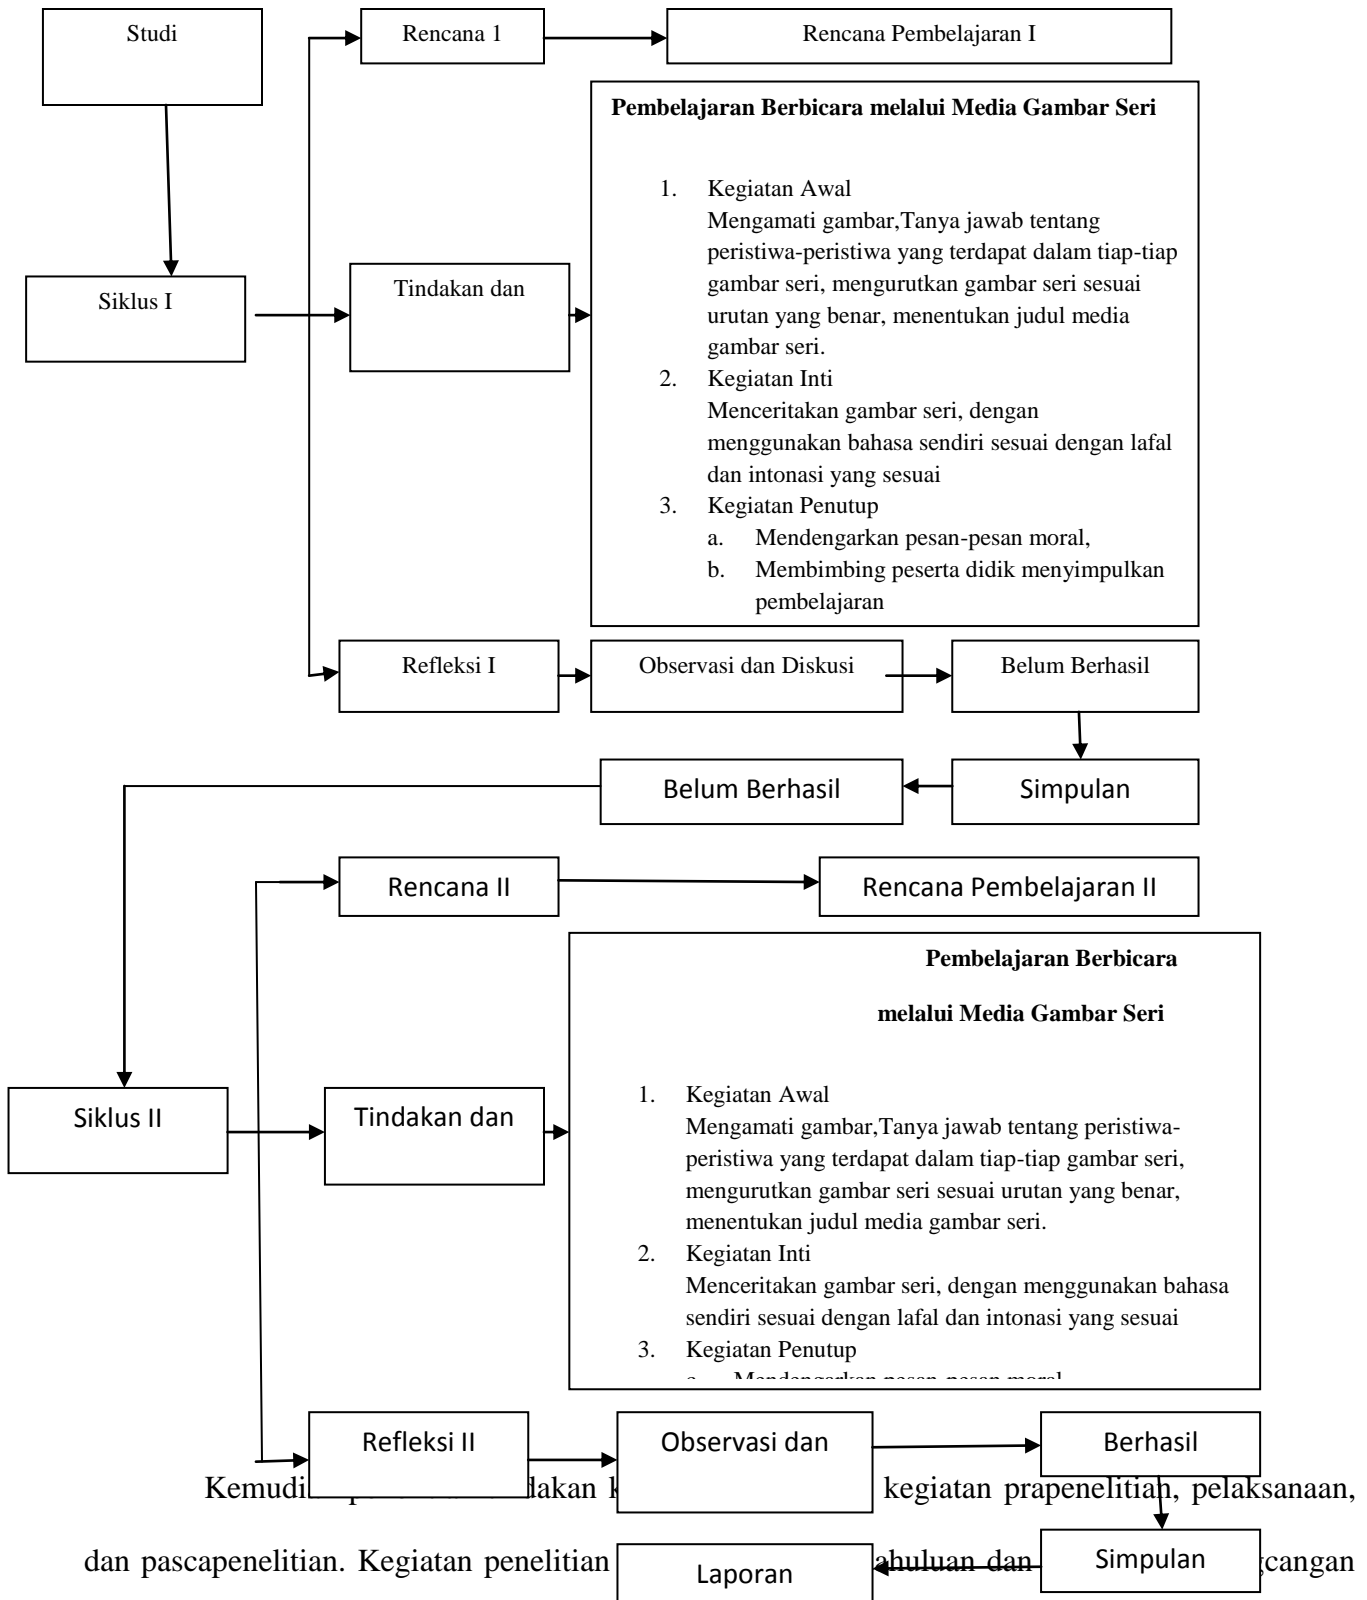 Studi
Rencana 1
Rencana Pembelajaran I
Pembelajaran Berbicara melalui Media Gambar Seri
1. Kegiatan Awal
Mengamati gambar,Tanya jawab tentang
peristiwa-peristiwa yang terdapat dalam tiap-tiap
gambar seri, mengurutkan gambar seri sesuai
urutan yang benar, menentukan judul media
gambar seri.
2. Kegiatan Inti
Menceritakan gambar seri, dengan
menggunakan bahasa sendiri sesuai dengan lafal
dan intonasi yang sesuai
3. Kegiatan Penutup
a. Mendengarkan pesan-pesan moral,
b. Membimbing peserta didik menyimpulkan
pembelajaran
Siklus I
Tindakan dan
Refleksi I
Observasi dan Diskusi
Belum Berhasil
Belum Berhasil
Simpulan
Rencana II
Rencana Pembelajaran II
Pembelajaran Berbicara
melalui Media Gambar Seri
1. Kegiatan Awal
Mengamati gambar,Tanya jawab tentang peristiwa-
peristiwa yang terdapat dalam tiap-tiap gambar seri,
mengurutkan gambar seri sesuai urutan yang benar,
menentukan judul media gambar seri.
2. Kegiatan Inti
Menceritakan gambar seri, dengan menggunakan bahasa
sendiri sesuai dengan lafal dan intonasi yang sesuai
3. Kegiatan Penutup
Mendengarkan pesan-pesan moral
Siklus II
Tindakan dan
Refleksi II
Observasi dan
Berhasil
kegiatan prapenelitian, pelaksanaan,
dan pascapenelitian. Kegiatan penelitian dan
Laporan
Simpulan